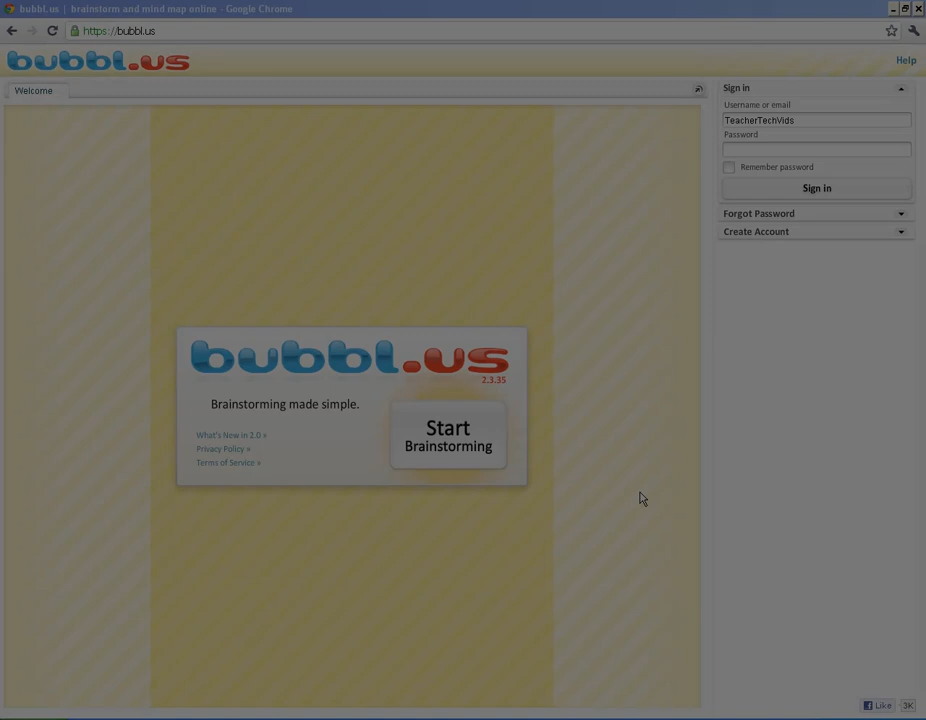 bubbl.us | brainstorm and mind map online - Google Chrome
https://bubbl.us
bubbl.us
Help
Welcome
Sign in
Username or email
TeacherTechVids
Password
Remember password
Sign in
Forgot Password
Create Account
bubbl.us
2.3.35
Brainstorming made simple.
Start
Brainstorming
What's New in 2.0 »
Privacy Policy »
Terms of Service »
Like 3K